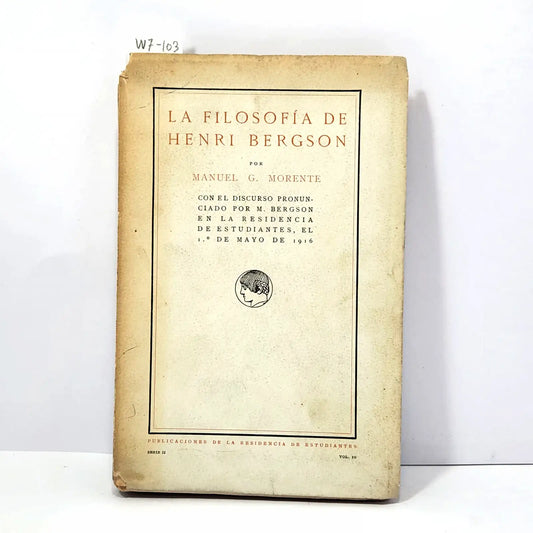 W7-103
LA FILOSOFÍA DE
HENRI BERGSON
POR
MANUEL G. MORENTE
CON EL DISCURSO PRONUN-
CIADO POR M. BERGSON
EN LA RESIDENCIA
DE ESTUDIANTES, EL
1.º DE MAYO DE 1916
PUBLICACIONES DE LA RESIDENCIA DE ESTUDIANTES
SERIE II VOL.